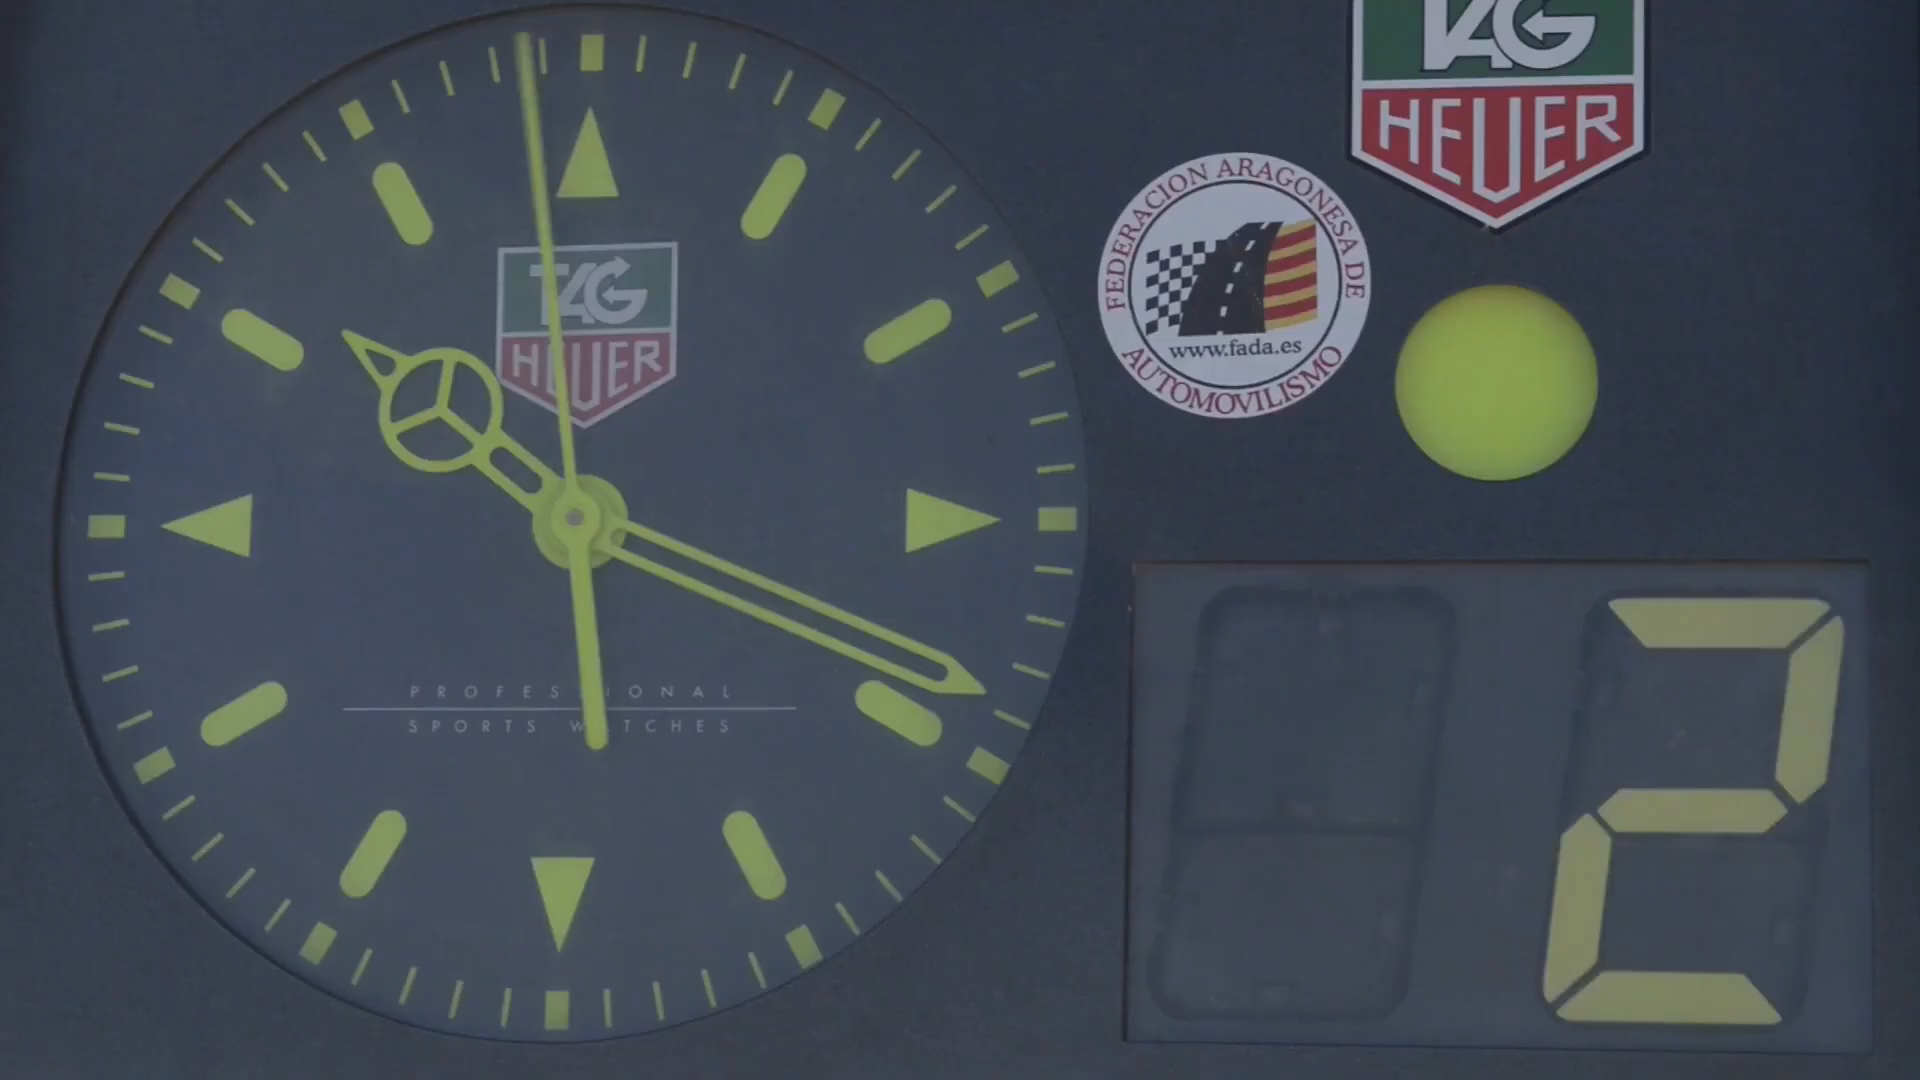 TAG
HEUER
FEDERACION ARAGONESA DE
www.fada.es
AUTOMOVILISMO
TAG
HEUER
PROFESSIONAL
SPORTS WATCHES
2